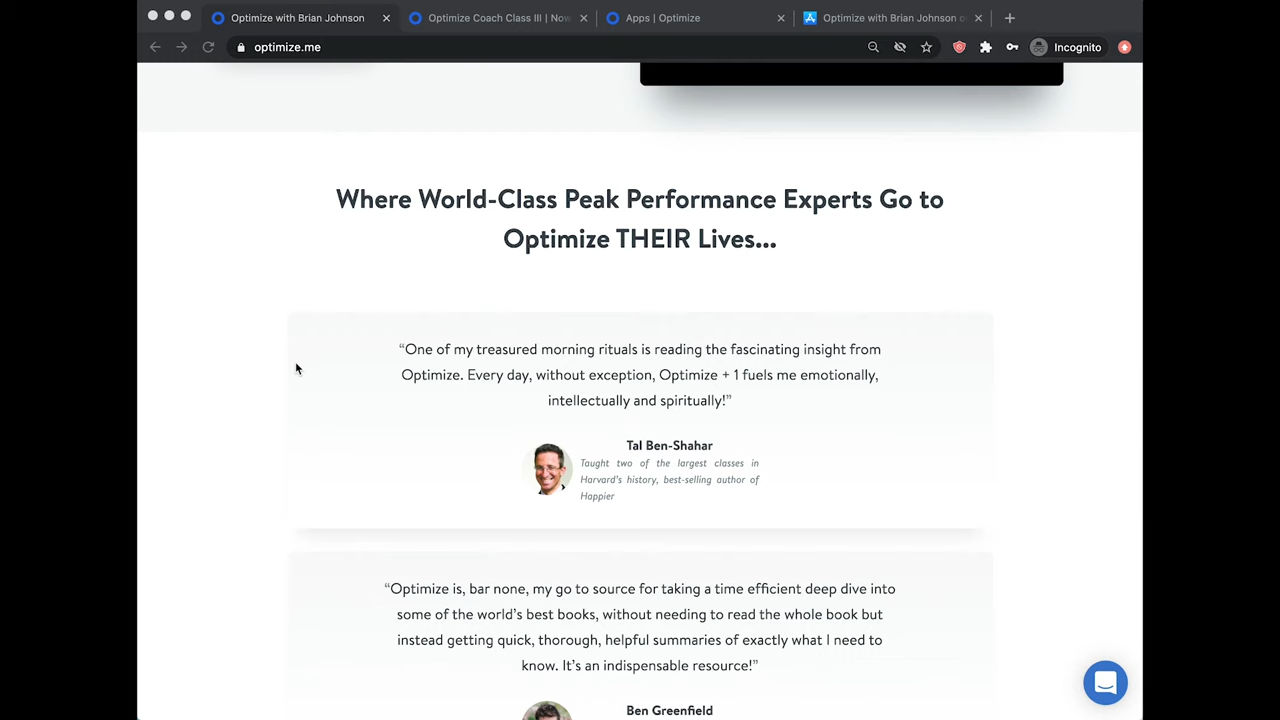 Optimize with Brian Johnson
Optimize Coach Class III | Now
Apps | Optimize
Optimize with Brian Johnson o
optimize.me
Incognito
Where World-Class Peak Performance Experts Go to
Optimize THEIR Lives...
“One of my treasured morning rituals is reading the fascinating insight from
Optimize. Every day, without exception, Optimize + 1 fuels me emotionally,
intellectually and spiritually!”
Tal Ben-Shahar
Taught two of the largest classes in
Harvard's history, best-selling author of
Happier
“Optimize is, bar none, my go to source for taking a time efficient deep dive into
some of the world's best books, without needing to read the whole book but
instead getting quick, thorough, helpful summaries of exactly what I need to
know. It's an indispensable resource!”
Ben Greenfield